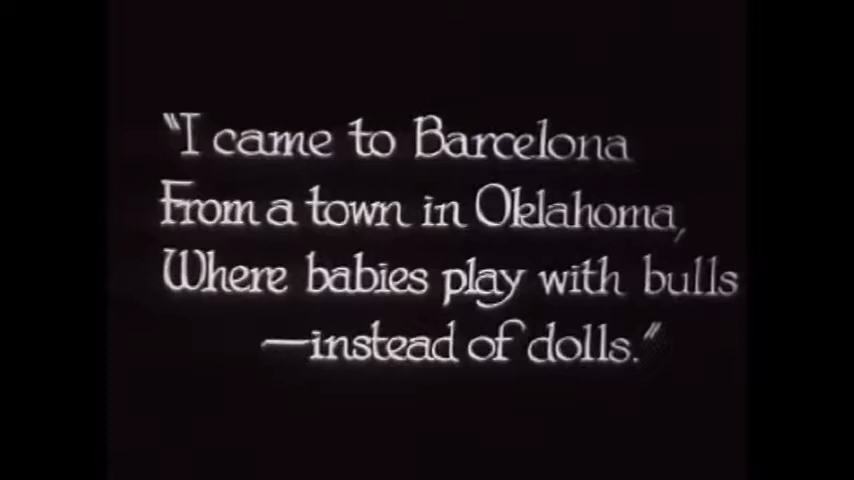 "I came to Barcelona
From a town in Oklahoma,
Where babies play with bulls
—instead of dolls."